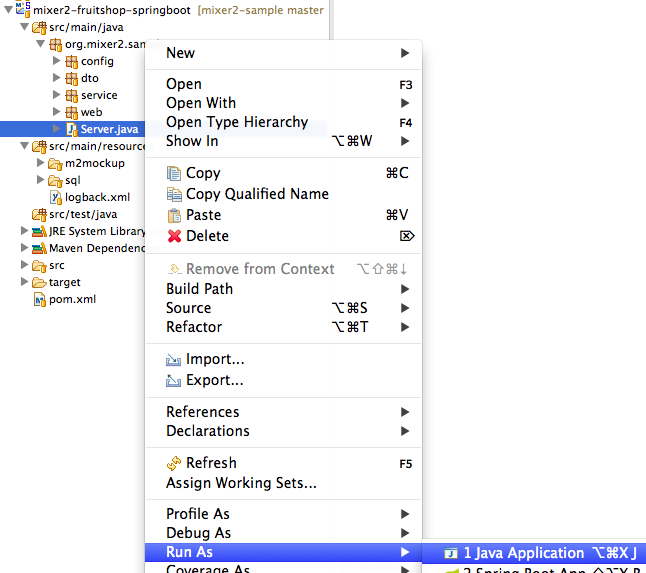 mixer2-fruitshop-springboot [mixer2-sample master
src/main/java
org.mixer2.sam
config
dto
service
web
Server.java
src/main/resource
m2mockup
sql
logback.xml
src/test/java
JRE System Library
Maven Dependenc
src
target
pom.xml
New
Open F3
Open With
Open Type Hierarchy F4
Show In ⌥⌘W
Copy ⌘C
Copy Qualified Name
Paste ⌘V
Delete ⌦
Remove from Context ⌥⇧⌘↓
Build Path
Source ⌥⌘S
Refactor ⌥⌘T
Import...
Export...
References
Declarations
Refresh F5
Assign Working Sets...
Profile As
Debug As
Run As
Coverage As
1 Java Application ⌥⌘X J
2 Spring Boot App ⇧⌥X B